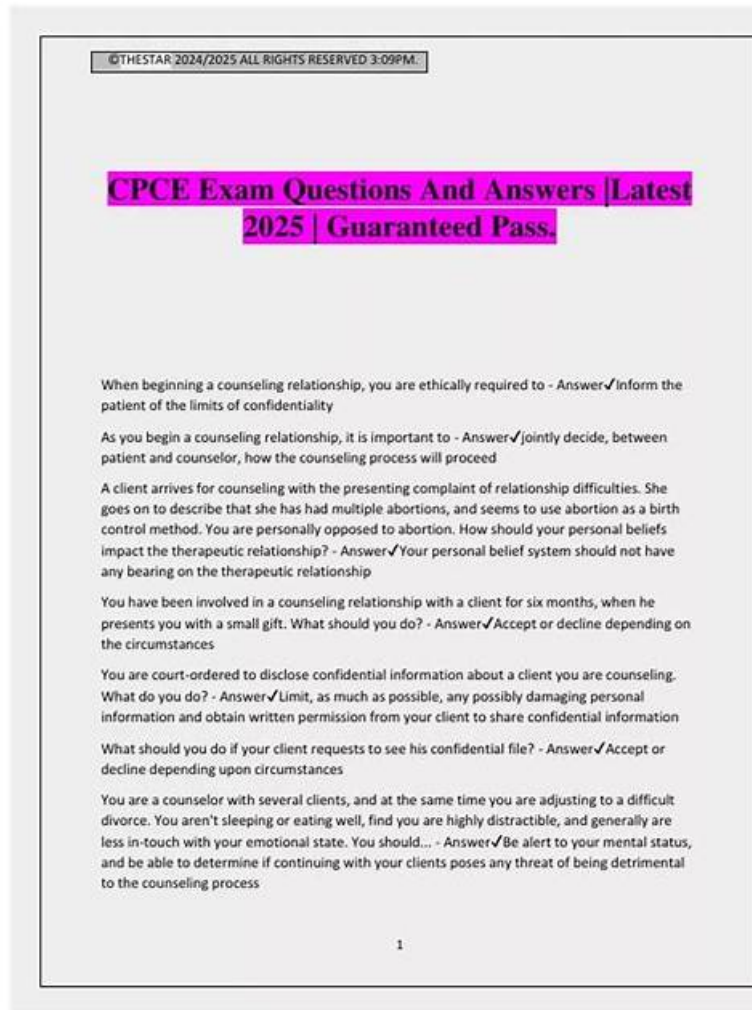 ©THESTAR 2024/2025 ALL RIGHTS RESERVED 3:09PM.
CPCE Exam Questions And Answers |Latest
2025 | Guaranteed Pass.
When beginning a counseling relationship, you are ethically required to - Answer✓Inform the
patient of the limits of confidentiality
As you begin a counseling relationship, it is important to - Answer✓jointly decide, between
patient and counselor, how the counseling process will proceed
A client arrives for counseling with the presenting complaint of relationship difficulties. She
goes on to describe that she has had multiple abortions, and seems to use abortion as a birth
control method. You are personally opposed to abortion. How should your personal beliefs
impact the therapeutic relationship? - Answer✓Your personal belief system should not have
any bearing on the therapeutic relationship
You have been involved in a counseling relationship with a client for six months, when he
presents you with a small gift. What should you do? - Answer✓Accept or decline depending on
the circumstances
You are court-ordered to disclose confidential information about a client you are counseling.
What do you do? - Answer✓Limit, as much as possible, any possibly damaging personal
information and obtain written permission from your client to share confidential information
What should you do if your client requests to see his confidential file? - Answer✓Accept or
decline depending upon circumstances
You are a counselor with several clients, and at the same time you are adjusting to a difficult
divorce. You aren't sleeping or eating well, find you are highly distractible, and generally are
less in-touch with your emotional state. You should... - Answer✓Be alert to your mental status,
and be able to determine if continuing with your clients poses any threat of being detrimental
to the counseling process
1